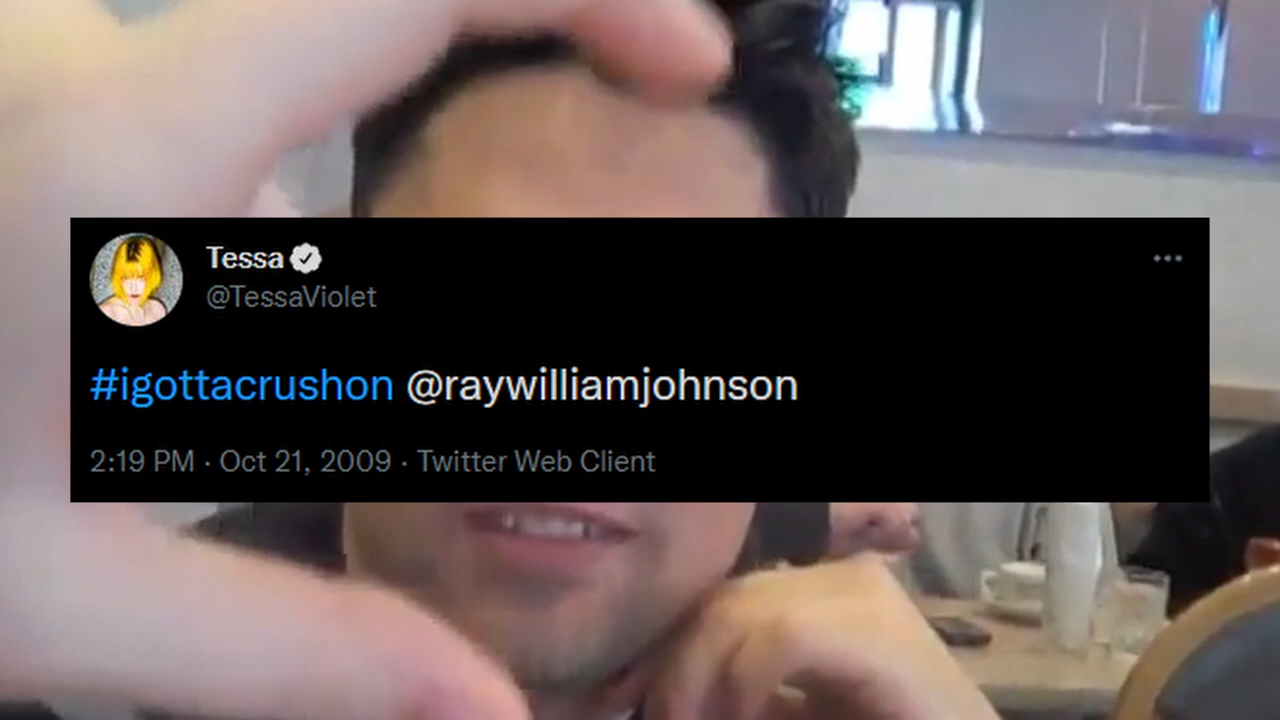 Tessa
@TessaViolet
#igottacrushon @raywilliamjohnson
2:19 PM · Oct 21, 2009 · Twitter Web Client